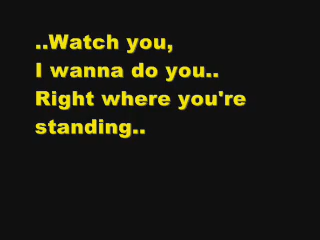 ..Watch you,
I wanna do you..
Right where you're
standing..